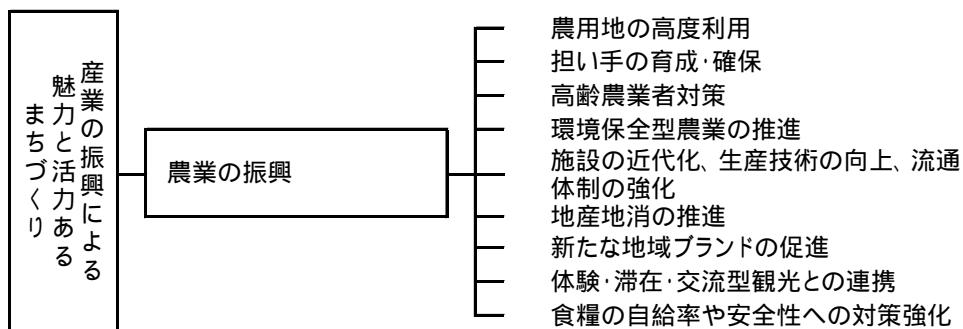 産業の振興による
魅力と活力ある
まちづくり
農業の振興
農用地の高度利用
担い手の育成･確保
高齢農業者対策
環境保全型農業の推進
施設の近代化、生産技術の向上、流通
体制の強化
地産地消の推進
新たな地域ブランドの促進
体験･滞在･交流型観光との連携
食糧の自給率や安全性への対策強化